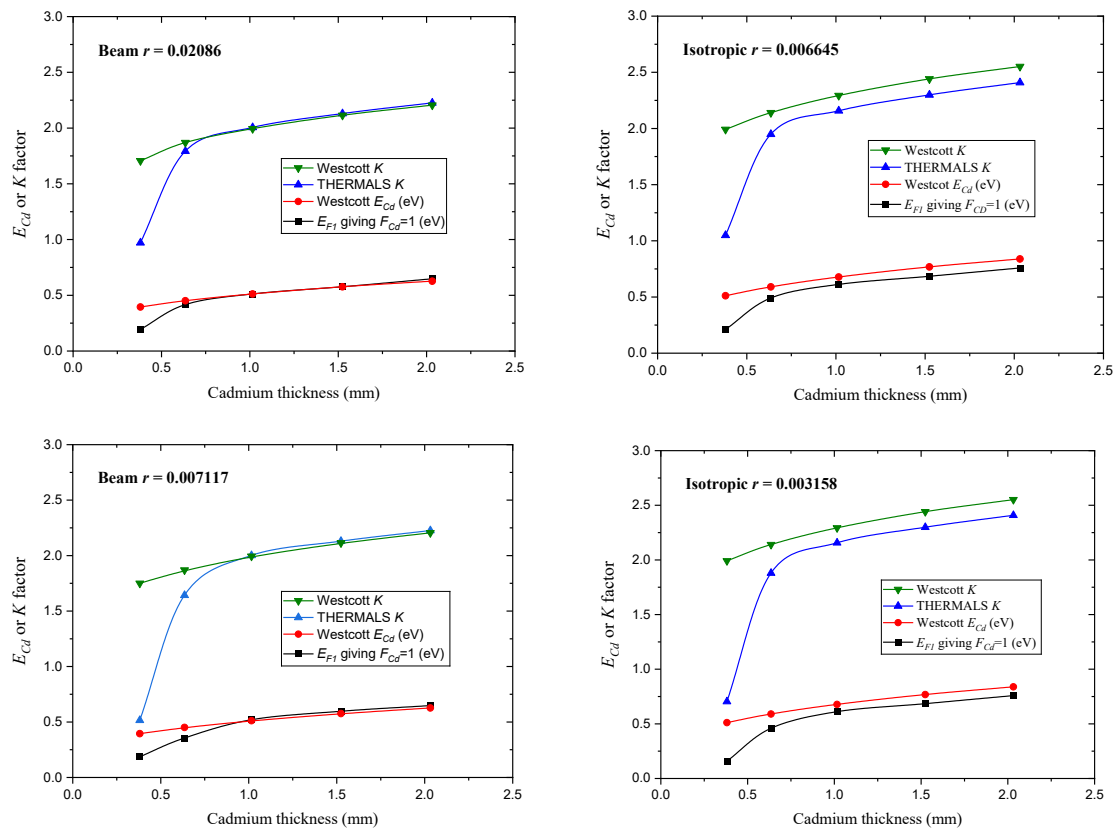 Beam r = 0.02086
E_Cd or K factor
3.0
2.5
2.0
1.5
1.0
0.5
0.0
Westcott K
THERMALS K
Westcott E_Cd (eV)
E_F1 giving F_Cd=1 (eV)
0.0 0.5 1.0 1.5 2.0 2.5
Cadmium thickness (mm)
Isotropic r = 0.006645
E_Cd or K factor
3.0
2.5
2.0
1.5
1.0
0.5
0.0
Westcott K
THERMALS K
Westcot E_Cd (eV)
E_F1 giving F_CD=1 (eV)
0.0 0.5 1.0 1.5 2.0 2.5
Cadmium thickness (mm)
Beam r = 0.007117
E_Cd or K factor
3.0
2.5
2.0
1.5
1.0
0.5
0.0
Westcott K
THERMALS K
Westcott E_Cd (eV)
E_F1 giving F_Cd=1 (eV)
0.0 0.5 1.0 1.5 2.0 2.5
Cadmium thickness (mm)
Isotropic r = 0.003158
E_Cd or K factor
3.0
2.5
2.0
1.5
1.0
0.5
0.0
Westcott K
THERMALS K
Westcott E_Cd (eV)
E_F1 giving F_Cd=1 (eV)
0.0 0.5 1.0 1.5 2.0 2.5
Cadmium thickness (mm)